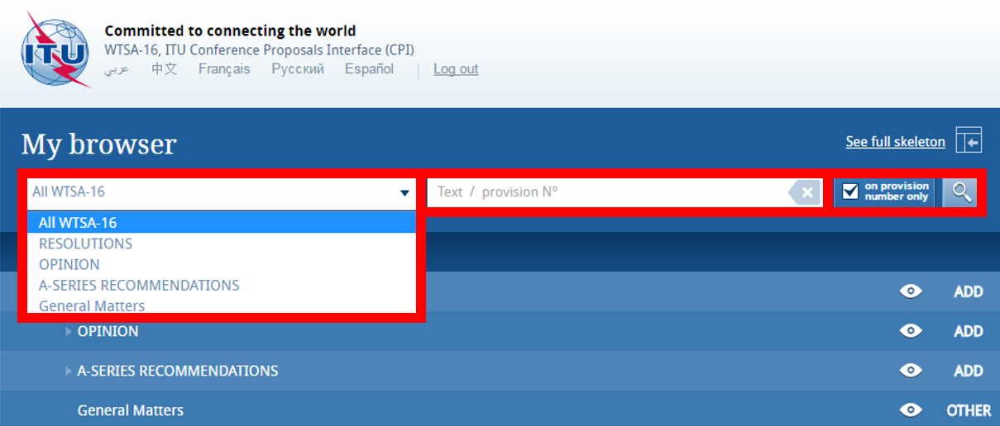 ITU
Committed to connecting the world
WTSA-16, ITU Conference Proposals Interface (CPI)
عربي 中文 Français Русский Español | Log out
My browser
See full skeleton
All WTSA-16
Text / provision Nº
on provision
number only
All WTSA-16
RESOLUTIONS
OPINION
A-SERIES RECOMMENDATIONS
General Matters
ADD
OPINION ADD
A-SERIES RECOMMENDATIONS ADD
General Matters OTHER